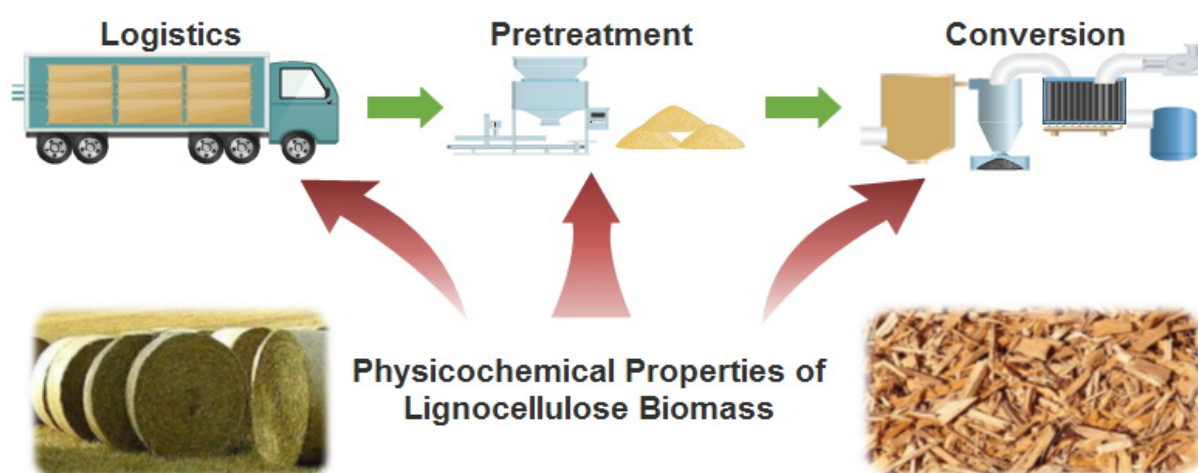 Logistics
Pretreatment
Conversion
Physicochemical Properties of
Lignocellulose Biomass